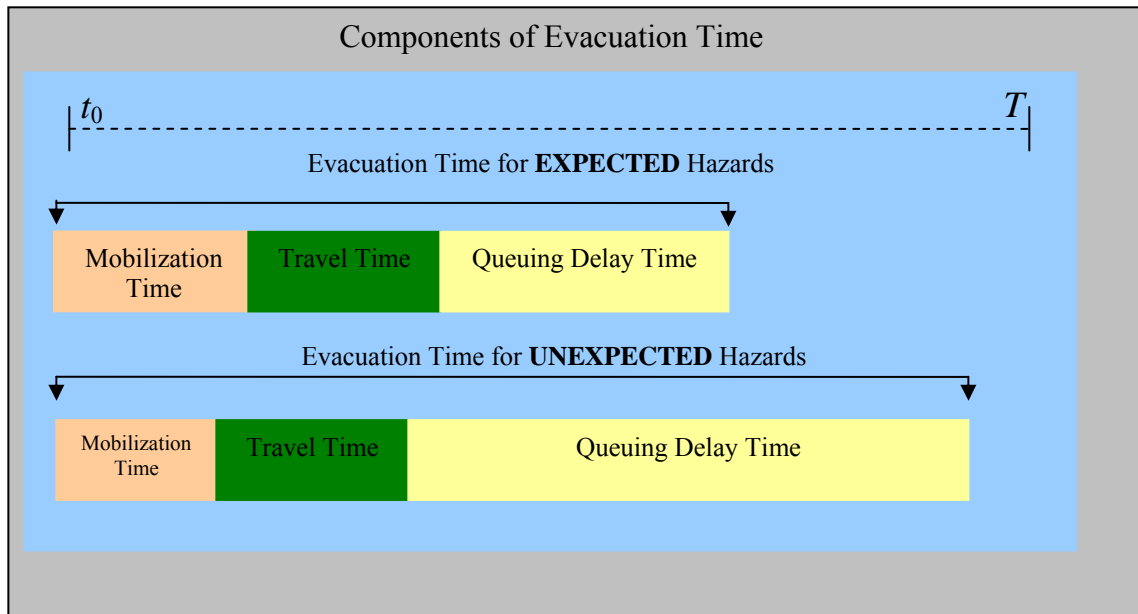 Components of Evacuation Time
t₀ T
Evacuation Time for EXPECTED Hazards
Mobilization
Time
Travel Time
Queuing Delay Time
Evacuation Time for UNEXPECTED Hazards
Mobilization
Time
Travel Time
Queuing Delay Time